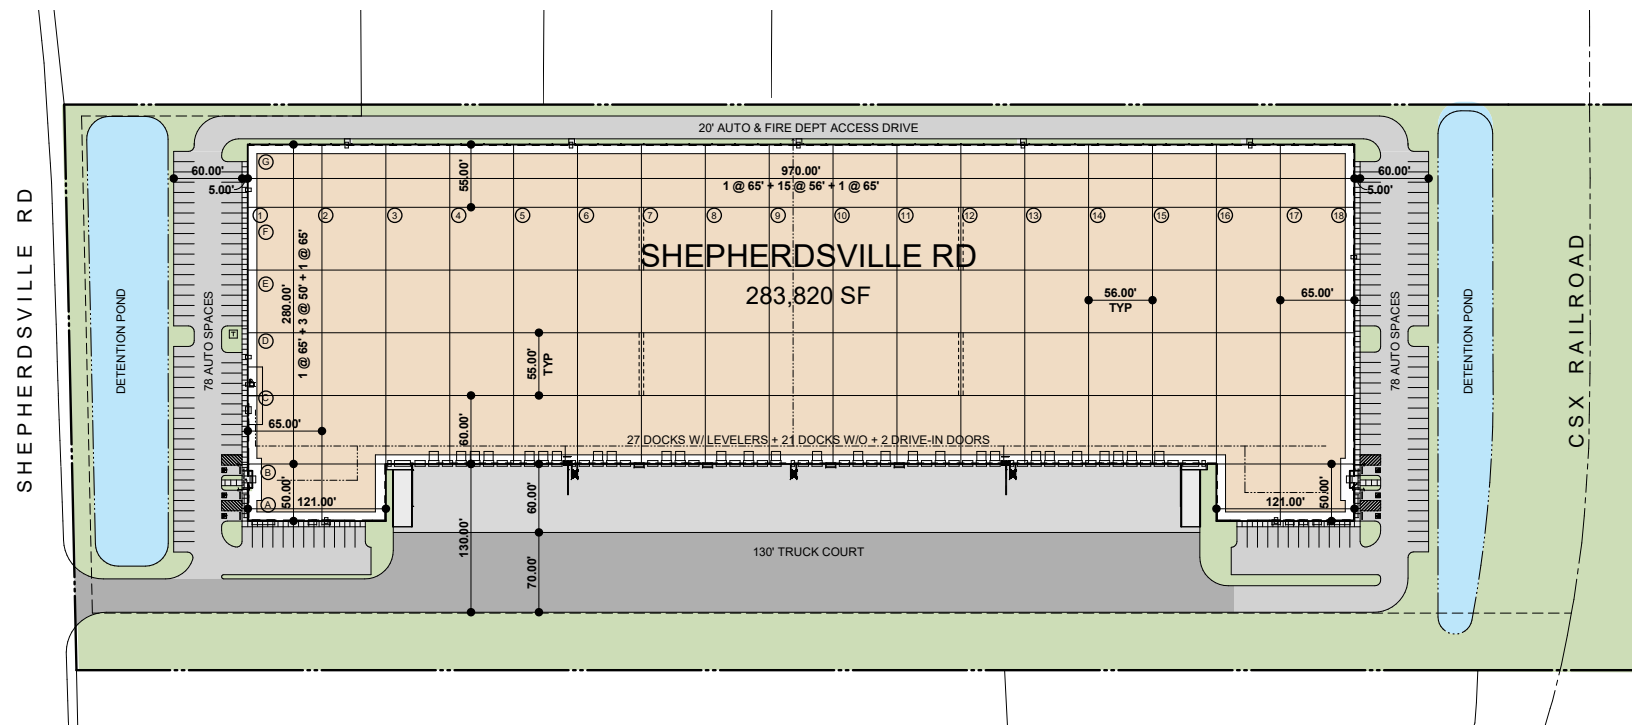 20' AUTO & FIRE DEPT ACCESS DRIVE
G
60.00'
5.00'
55.00'
970.00'
1 @ 65' + 15 @ 56' + 1 @ 65'
60.00'
5.00'
1
2
3
4
5
6
7
8
9
10
11
12
13
14
15
16
17
18
F
SHEPHERDSVILLE RD
283,820 SF
E
280.00'
1 @ 65' + 3 @ 50' + 1 @ 65'
56.00'
TYP
65.00'
SHEPHERDSVILLE RD
DETENTION POND
78 AUTO SPACES
T
D
55.00'
TYP
78 AUTO SPACES
DETENTION POND
CSX RAILROAD
C
65.00'
60.00'
27 DOCKS W/ LEVELERS + 21 DOCKS W/O + 2 DRIVE-IN DOORS
B
50.00'
A
121.00'
60.00'
121.00'
50.00'
130.00'
70.00'
130' TRUCK COURT